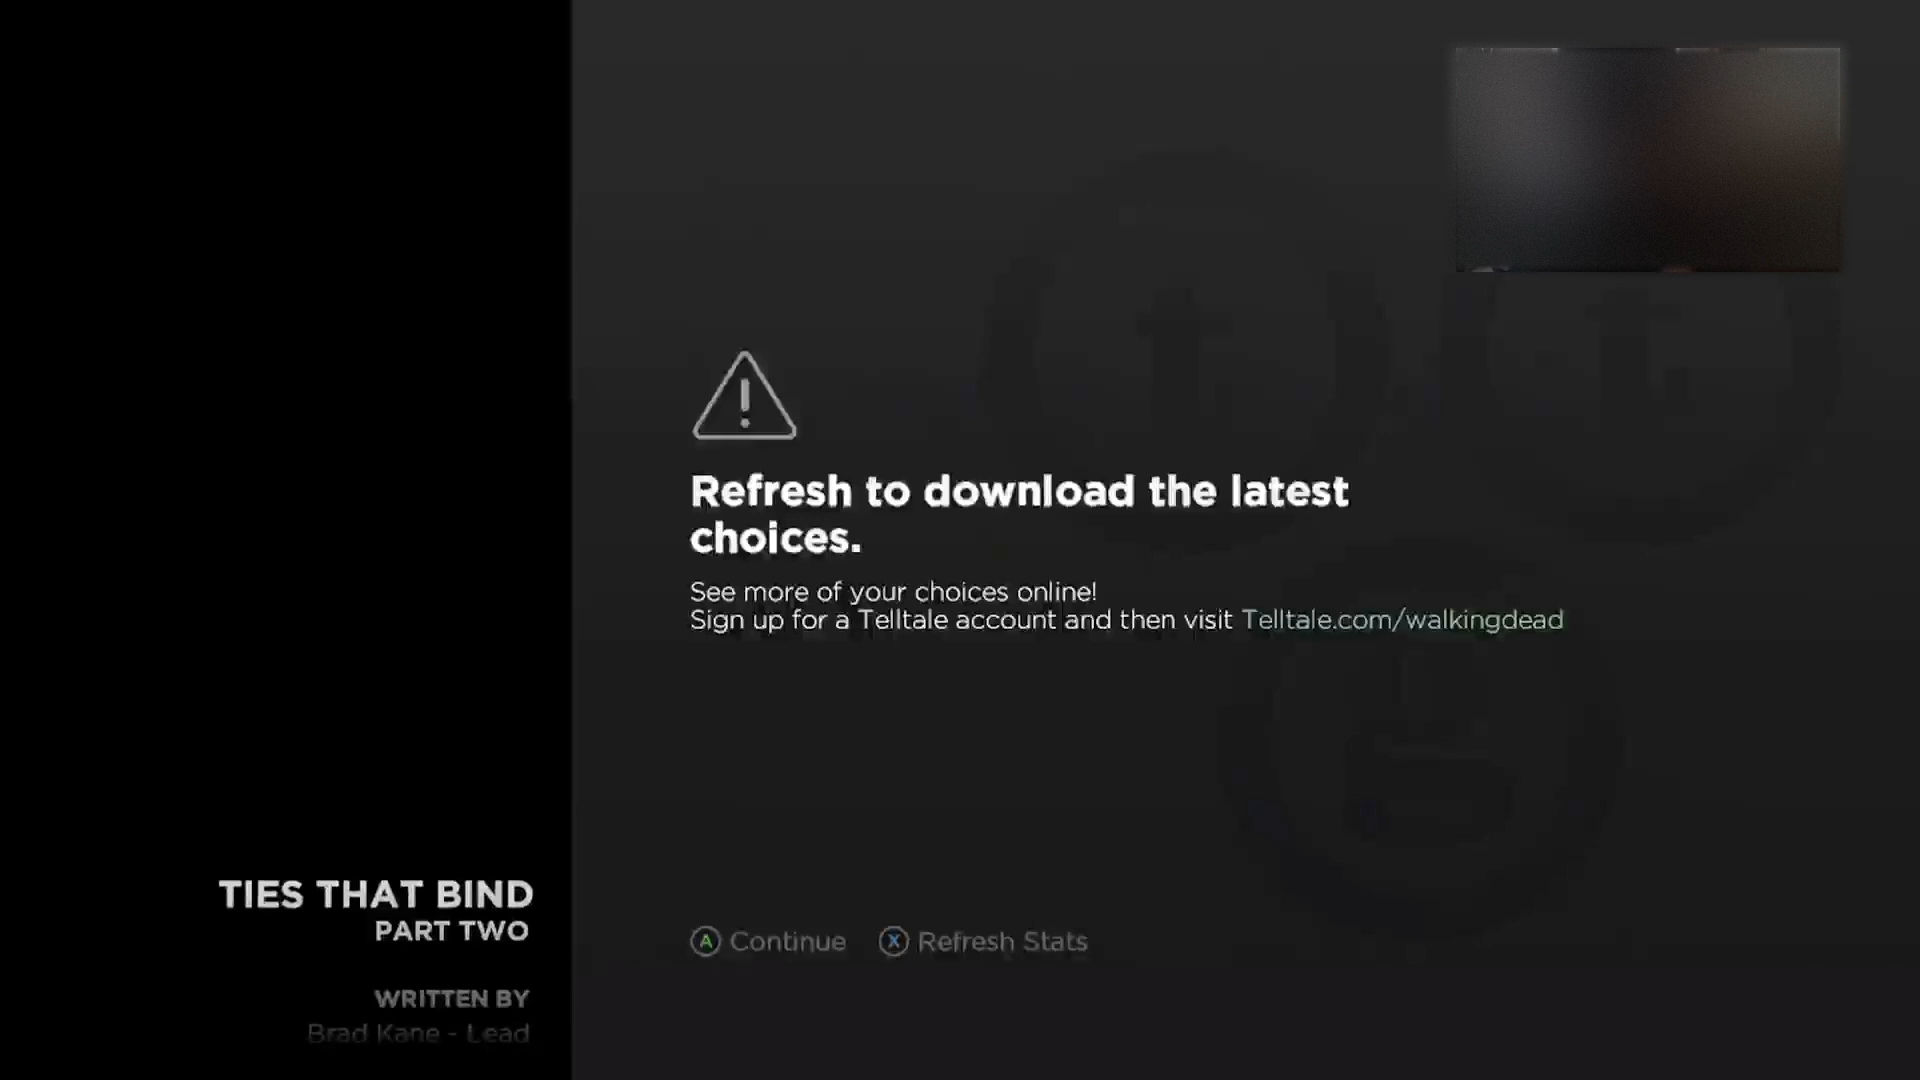 Refresh to download the latest
choices.
See more of your choices online!
Sign up for a Telltale account and then visit Telltale.com/walkingdead
TIES THAT BIND
PART TWO
WRITTEN BY
Brad Kane - Lead
A Continue X Refresh Stats